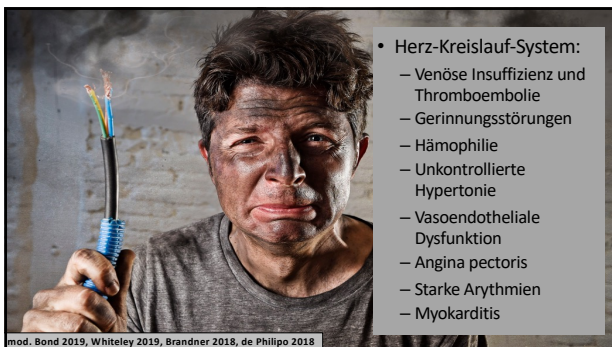 • Herz-Kreislauf-System:
– Venöse Insuffizienz und
Thromboembolie
– Gerinnungsstörungen
– Hämophilie
– Unkontrollierte
Hypertonie
– Vasoendotheliale
Dysfunktion
– Angina pectoris
– Starke Arythmien
– Myokarditis
mod. Bond 2019, Whiteley 2019, Brandner 2018, de Philipo 2018